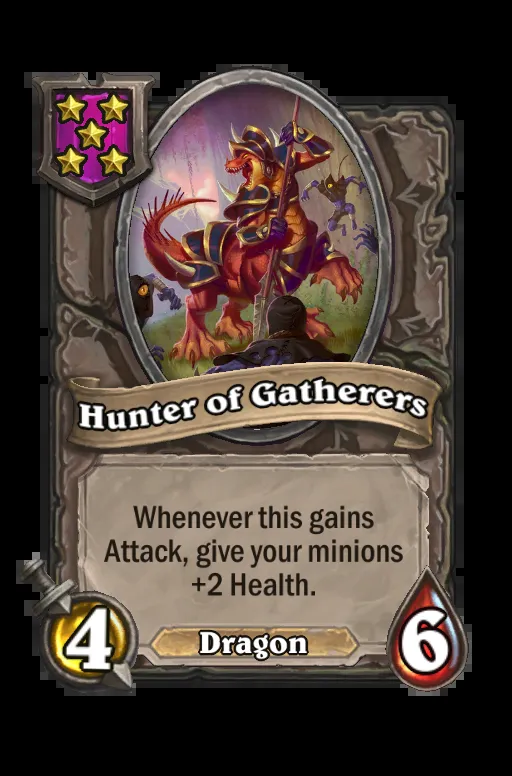 Hunter of Gatherers
Whenever this gains
Attack, give your minions
+2 Health.
4
Dragon
6